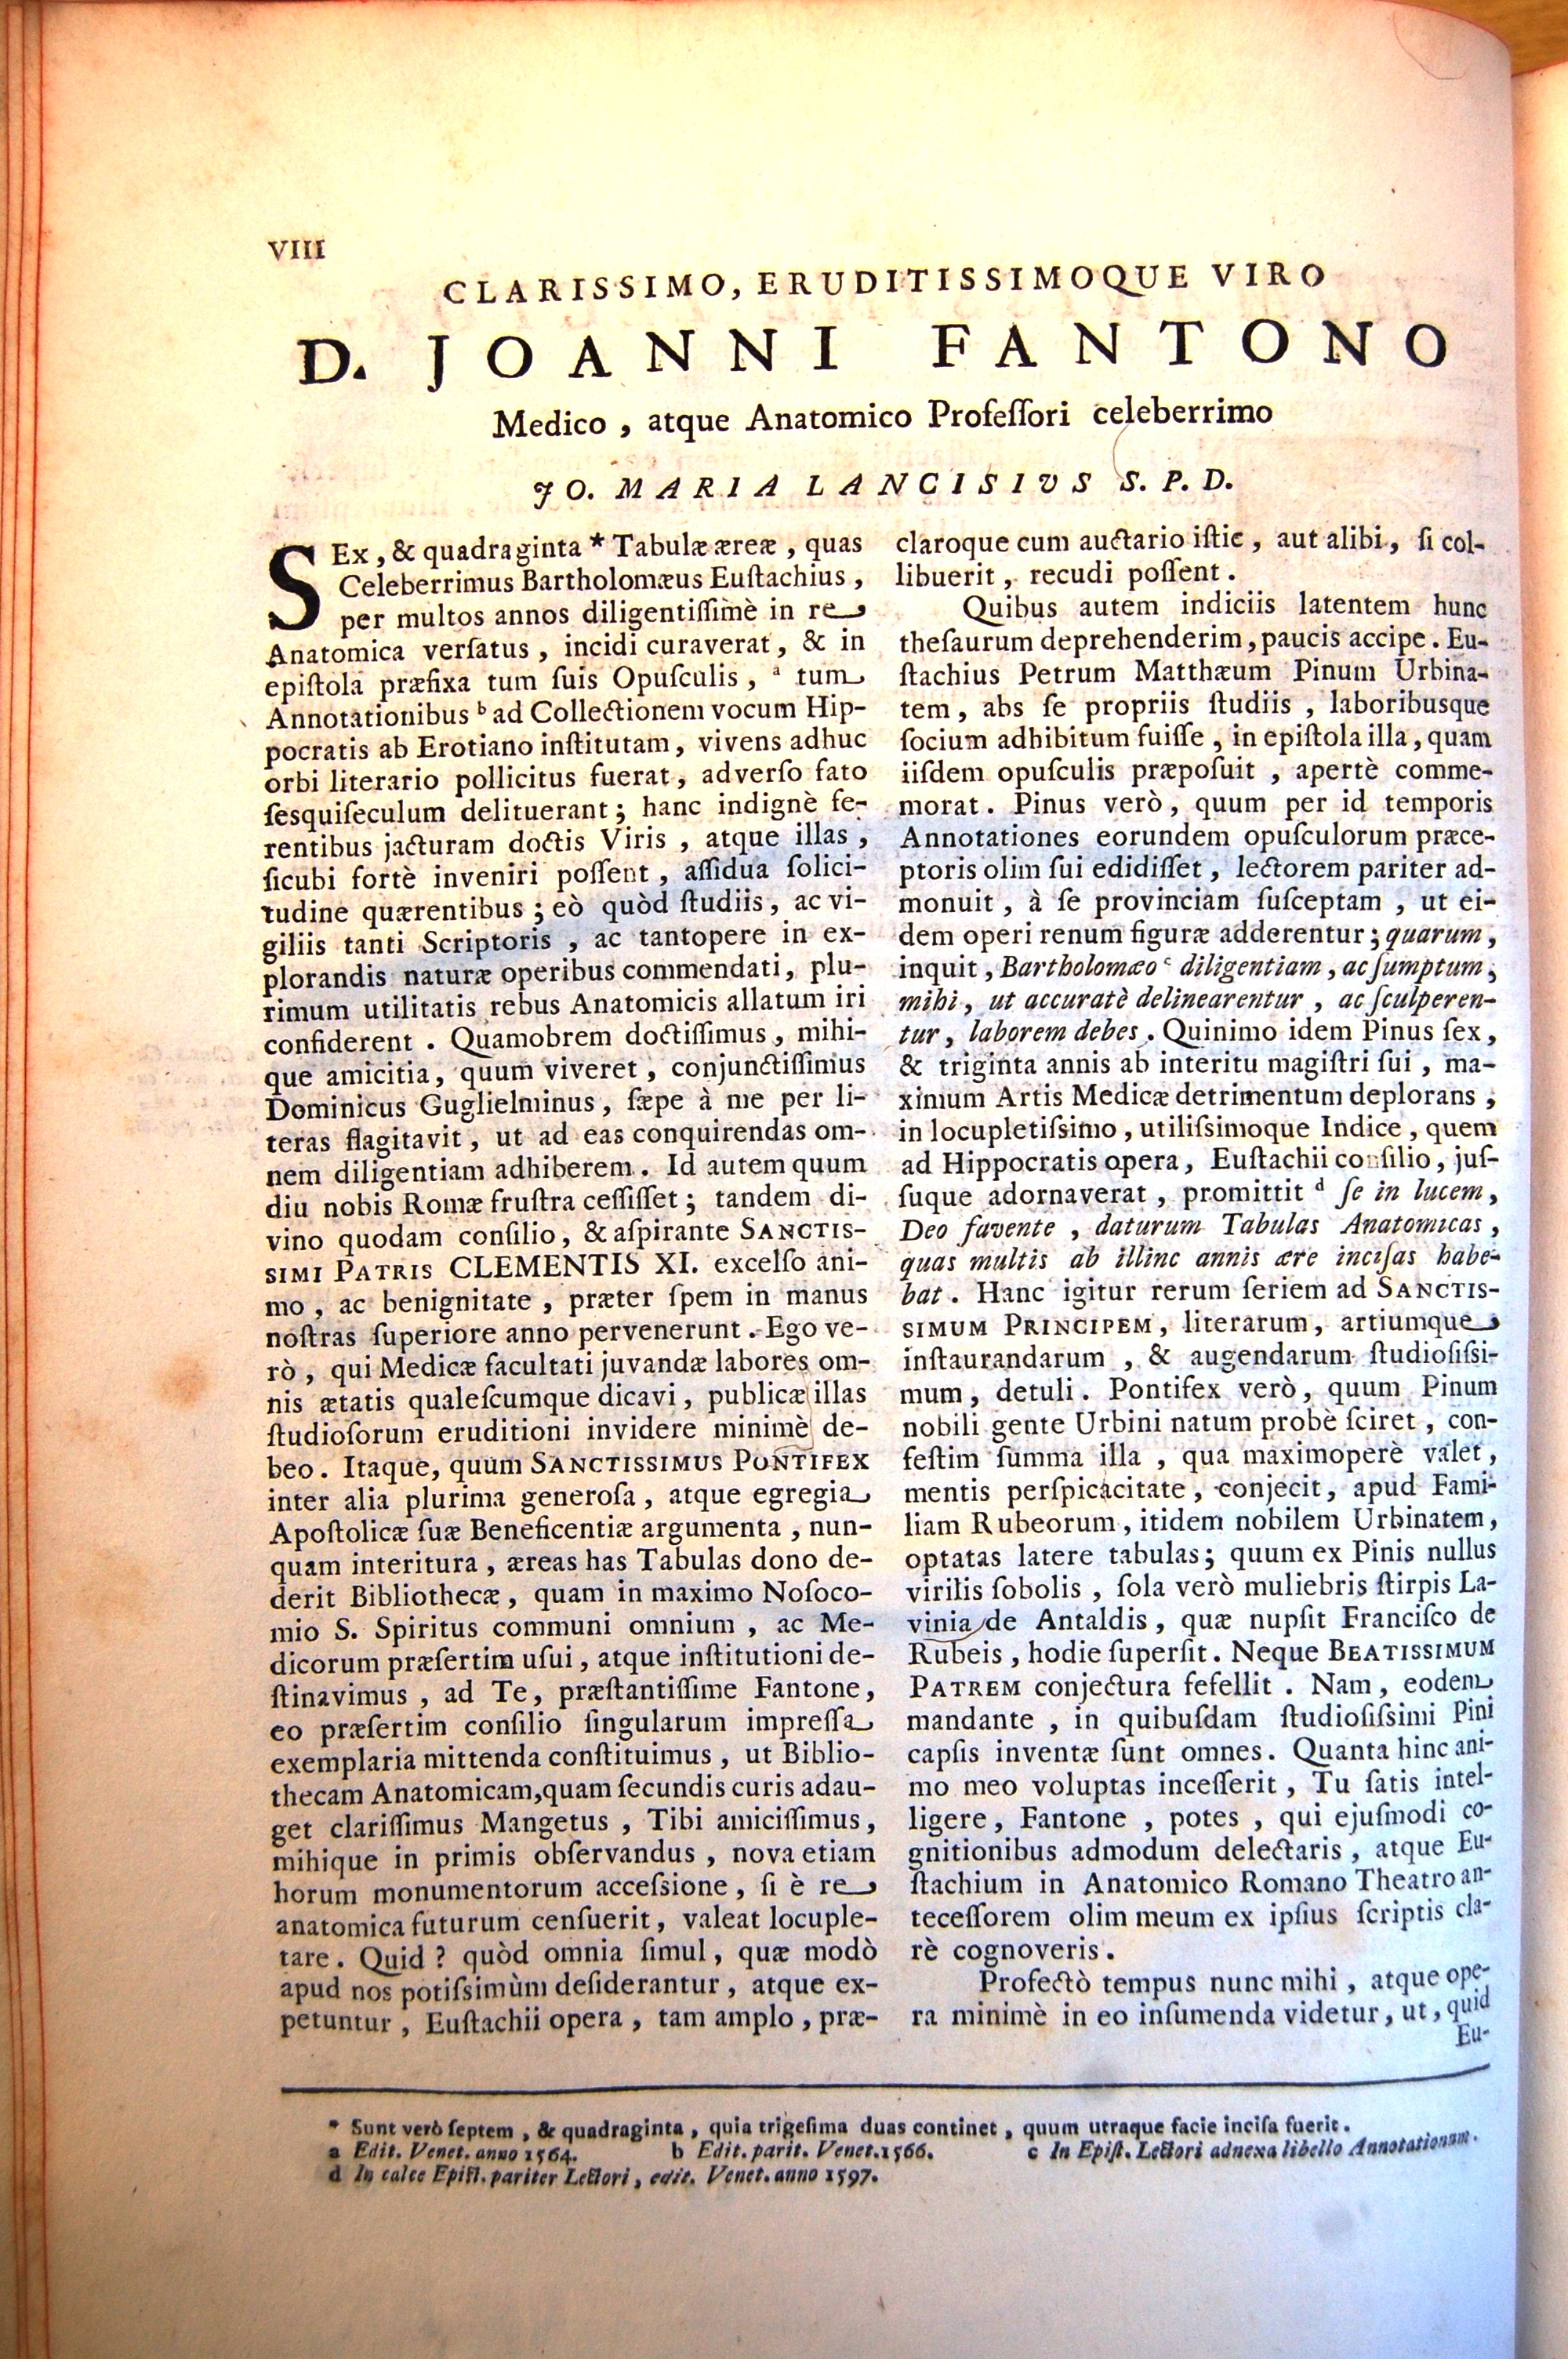 VIII
CLARISSIMO, ERUDITISSIMOQUE VIRO
D. JOANNI FANTONO
Medico , atque Anatomico Profeſſori celeberrimo
JO. MARIA LANCISIUS S. P. D.
SEx , & quadraginta * Tabulæ æreæ , quas
Celeberrimus Bartholomæus Euſtachius ,
per multos annos diligentiſſimè in re
Anatomica verſatus , incidi curaverat, & in
epiſtola præfixa tum ſuis Opuſculis , a tum
Annotationibus b ad Collectionem vocum Hip-
pocratis ab Erotiano inſtitutam, vivens adhuc
orbi literario pollicitus fuerat, adverſo fato
ſesquiſeculum delituerant; hanc indignè fe-
rentibus jacturam doctis Viris , atque illas ,
ſicubi fortè inveniri poſſent , aſſidua ſolici-
tudine quærentibus ; eò quòd ſtudiis , ac vi-
giliis tanti Scriptoris , ac tantopere in ex-
plorandis naturæ operibus commendati, plu-
rimum utilitatis rebus Anatomicis allatum iri
confiderent . Quamobrem doctiſſimus , mihi-
que amicitia, quum viveret , conjunctiſſimus
Dominicus Guglielminus, ſæpe à me per li-
teras flagitavit , ut ad eas conquirendas om-
nem diligentiam adhiberem. Id autem quum
diu nobis Romæ fruſtra ceſſiſſet ; tandem di-
vino quodam conſilio, & aſpirante SANCTIS-
SIMI PATRIS CLEMENTIS XI. excelſo ani-
mo , ac benignitate , præter ſpem in manus
noſtras ſuperiore anno pervenerunt . Ego ve-
rò , qui Medicæ facultati juvandæ labores om-
nis ætatis qualeſcumque dicavi, publicæ illas
ſtudioſorum eruditioni invidere minimè de-
beo. Itaque, quum SANCTISSIMUS PONTIFEX
inter alia plurima generoſa, atque egregia
Apoſtolicæ ſuæ Beneficentiæ argumenta , nun-
quam interitura , æreas has Tabulas dono de-
derit Bibliothecæ, quam in maximo Noſoco-
mio S. Spiritus communi omnium , ac Me-
dicorum præſertim uſui, atque inſtitutioni de-
ſtinavimus , ad Te, præſtantiſſime Fantone,
eo præſertim conſilio ſingularum impreſſa
exemplaria mittenda conſtituimus , ut Biblio-
thecam Anatomicam,quam ſecundis curis adau-
get clariſſimus Mangetus , Tibi amiciſſimus,
mihique in primis obſervandus , nova etiam
horum monumentorum acceſsione , ſi è re
anatomica futurum cenſuerit, valeat locuple-
tare. Quid ? quòd omnia ſimul, quæ modò
apud nos potiſsimùm deſiderantur , atque ex-
petuntur , Euſtachii opera , tam amplo , præ-
claroque cum auctario iſtic , aut alibi, ſi col-
libuerit , recudi poſſent .
Quibus autem indiciis latentem hunc
theſaurum deprehenderim, paucis accipe. Eu-
ſtachius Petrum Matthæum Pinum Urbina-
tem, abs ſe propriis ſtudiis , laboribusque
ſocium adhibitum fuiſſe , in epiſtola illa, quam
iiſdem opuſculis præpoſuit , apertè comme-
morat. Pinus verò, quum per id temporis
Annotationes eorundem opuſculorum præce-
ptoris olim ſui edidiſſet , lectorem pariter ad-
monuit , à ſe provinciam ſuſceptam , ut ei-
dem operi renum figuræ adderentur ; quarum ,
inquit , Bartholomæo c diligentiam, ac ſumptum,
mihi, ut accuratè delinearentur , ac ſculperen-
tur, laborem debes . Quinimo idem Pinus ſex,
& triginta annis ab interitu magiſtri ſui , ma-
ximum Artis Medicæ detrimentum deplorans ,
in locupletiſsimo , utiliſsimoque Indice , quem
ad Hippocratis opera, Euſtachii conſilio, juſ-
ſuque adornaverat , promittit d ſe in lucem,
Deo favente , daturum Tabulas Anatomicas ,
quas multis ab illinc annis ære inciſas habe-
bat . Hanc igitur rerum ſeriem ad SANCTIS-
SIMUM PRINCIPEM, literarum, artiumque
inſtaurandarum , & augendarum ſtudioſiſsi-
mum, detuli. Pontifex verò, quum Pinum
nobili gente Urbini natum probè ſciret , con-
feſtim ſumma illa , qua maximoperè valet,
mentis perſpicacitate , conjecit, apud Fami-
liam Rubeorum , itidem nobilem Urbinatem,
optatas latere tabulas; quum ex Pinis nullus
virilis ſobolis , ſola verò muliebris ſtirpis La-
vinia de Antaldis , quæ nupſit Franciſco de
Rubeis , hodie ſuperſit. Neque BEATISSIMUM
PATREM conjectura fefellit . Nam, eodem
mandante , in quibuſdam ſtudioſiſsimi Pini
capſis inventæ ſunt omnes. Quanta hinc ani-
mo meo voluptas inceſſerit , Tu ſatis intel-
ligere, Fantone , potes , qui ejuſmodi co-
gnitionibus admodum delectaris , atque Eu-
ſtachium in Anatomico Romano Theatro an-
teceſſorem olim meum ex ipſius ſcriptis cla-
rè cognoveris .
Profectò tempus nunc mihi , atque ope-
ra minimè in eo inſumenda videtur, ut, quid
Eu-
* Sunt verò ſeptem , & quadraginta , quia trigeſima duas continet , quum utraque facie inciſa fuerit.
a Edit. Venet. anno 1564. b Edit. parit. Venet. 1566. c In Epiſt. Lectori adnexa libello Annotationum.
d In calce Epiſt. pariter Lectori, edit. Venet. anno 1597.